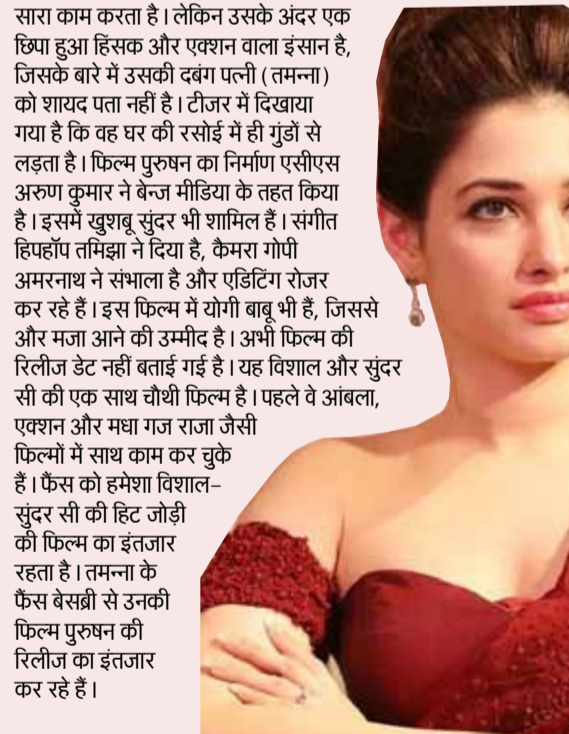 सारा काम करता है। लेकिन उसके अंदर एक
छिपा हुआ हिंसक और एक्शन वाला इंसान है,
जिसके बारे में उसकी दबंग पत्नी (तमन्ना)
को शायद पता नहीं है। टीजर में दिखाया
गया है कि वह घर की रसोई में ही गुंडों से
लड़ता है। फिल्म पुरुषन का निर्माण एसीएस
अरुण कुमार ने बेन्ज मीडिया के तहत किया
है। इसमें खुशबू सुंदर भी शामिल हैं। संगीत
हिपहॉप तमिझा ने दिया है, कैमरा गोपी
अमरनाथ ने संभाला है और एडिटिंग रोजर
कर रहे हैं। इस फिल्म में योगी बाबू भी हैं, जिससे
और मजा आने की उम्मीद है। अभी फिल्म की
रिलीज डेट नहीं बताई गई है। यह विशाल और सुंदर
सी की एक साथ चौथी फिल्म है। पहले वे आंबला,
एक्शन और मधा गज राजा जैसी
फिल्मों में साथ काम कर चुके
हैं। फैंस को हमेशा विशाल-
सुंदर सी की हिट जोड़ी
की फिल्म का इंतजार
रहता है। तमन्ना के
फैंस बेसब्री से उनकी
फिल्म पुरुषन की
रिलीज का इंतजार
कर रहे हैं।